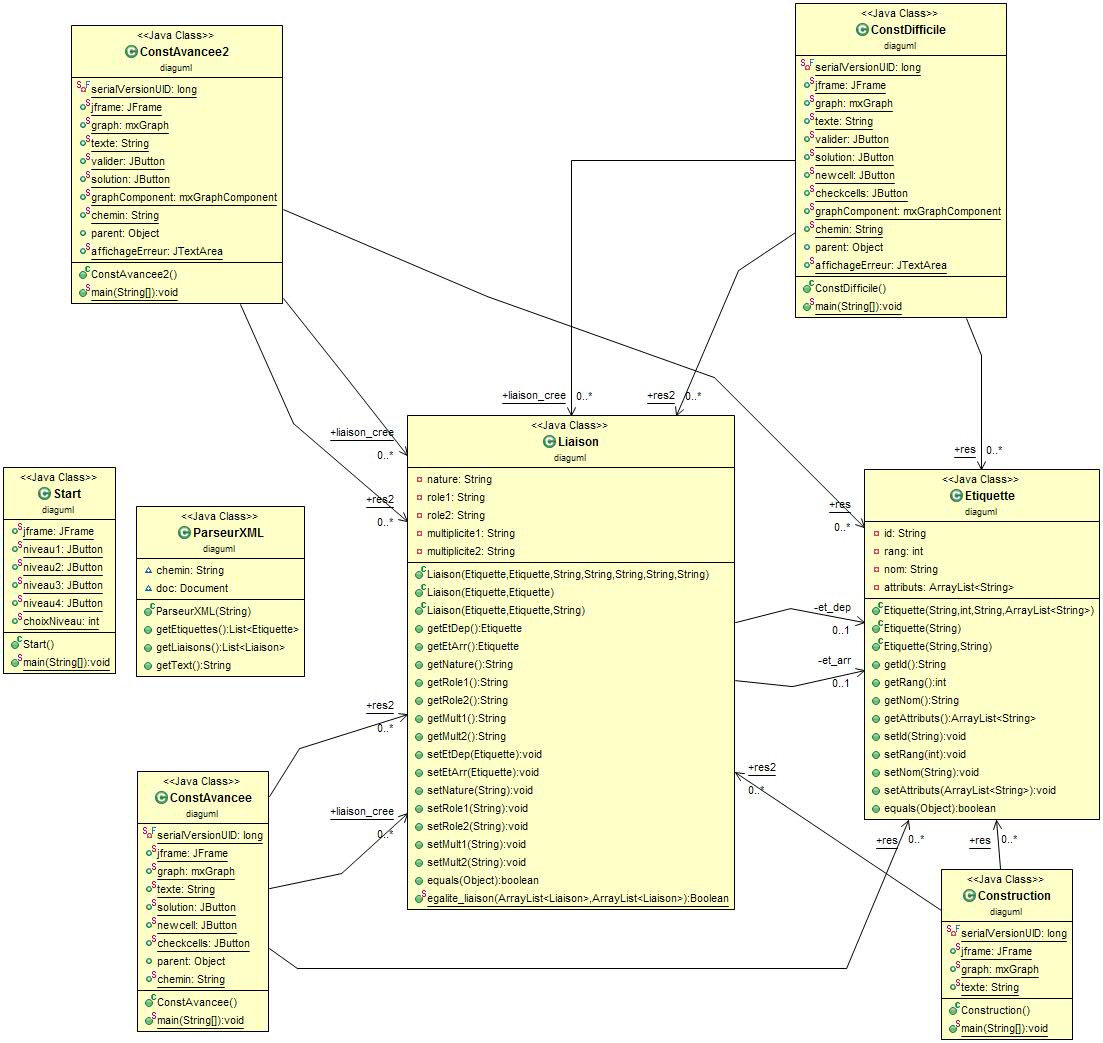 <<Java Class>>
ConstAvancee2
diaguml
serialVersionUID: long
jframe: JFrame
graph: mxGraph
texte: String
valider: JButton
solution: JButton
graphComponent: mxGraphComponent
chemin: String
parent: Object
affichageErreur: JTextArea
ConstAvancee2()
main(String[]):void
<<Java Class>>
ConstDifficile
diaguml
serialVersionUID: long
jframe: JFrame
graph: mxGraph
texte: String
valider: JButton
solution: JButton
newcell: JButton
checkcells: JButton
graphComponent: mxGraphComponent
chemin: String
parent: Object
affichageErreur: JTextArea
ConstDifficile()
main(String[]):void
+liaison_cree 0..*
+res2 0..*
+res 0..*
+liaison_cree
0..*
+res2
0..*
+res
0..*
<<Java Class>>
Start
diaguml
jframe: JFrame
niveau1: JButton
niveau2: JButton
niveau3: JButton
niveau4: JButton
choixNiveau: int
Start()
main(String[]):void
<<Java Class>>
ParseurXML
diaguml
chemin: String
doc: Document
ParseurXML(String)
getEtiquettes():List<Etiquette>
getLiaisons():List<Liaison>
getText():String
<<Java Class>>
Liaison
diaguml
nature: String
role1: String
role2: String
multiplicite1: String
multiplicite2: String
Liaison(Etiquette,Etiquette,String,String,String,String,String)
Liaison(Etiquette,Etiquette)
Liaison(Etiquette,Etiquette,String)
getEtDep():Etiquette
getEtArr():Etiquette
getNature():String
getRole1():String
getRole2():String
getMult1():String
getMult2():String
setEtDep(Etiquette):void
setEtArr(Etiquette):void
setNature(String):void
setRole1(String):void
setRole2(String):void
setMult1(String):void
setMult2(String):void
equals(Object):boolean
egalite_liaison(ArrayList<Liaison>,ArrayList<Liaison>):Boolean
-et_dep
0..1
-et_arr
0..1
<<Java Class>>
Etiquette
diaguml
id: String
rang: int
nom: String
attributs: ArrayList<String>
Etiquette(String,int,String,ArrayList<String>)
Etiquette(String)
Etiquette(String,String)
getId():String
getRang():int
getNom():String
getAttributs():ArrayList<String>
setId(String):void
setRang(int):void
setNom(String):void
setAttributs(ArrayList<String>):void
equals(Object):boolean
+res2
0..*
+liaison_cree
0..*
+res2
0..*
+res 0..*
+res 0..*
<<Java Class>>
ConstAvancee
diaguml
serialVersionUID: long
jframe: JFrame
graph: mxGraph
texte: String
solution: JButton
newcell: JButton
checkcells: JButton
parent: Object
chemin: String
ConstAvancee()
main(String[]):void
<<Java Class>>
Construction
diaguml
serialVersionUID: long
jframe: JFrame
graph: mxGraph
texte: String
Construction()
main(String[]):void